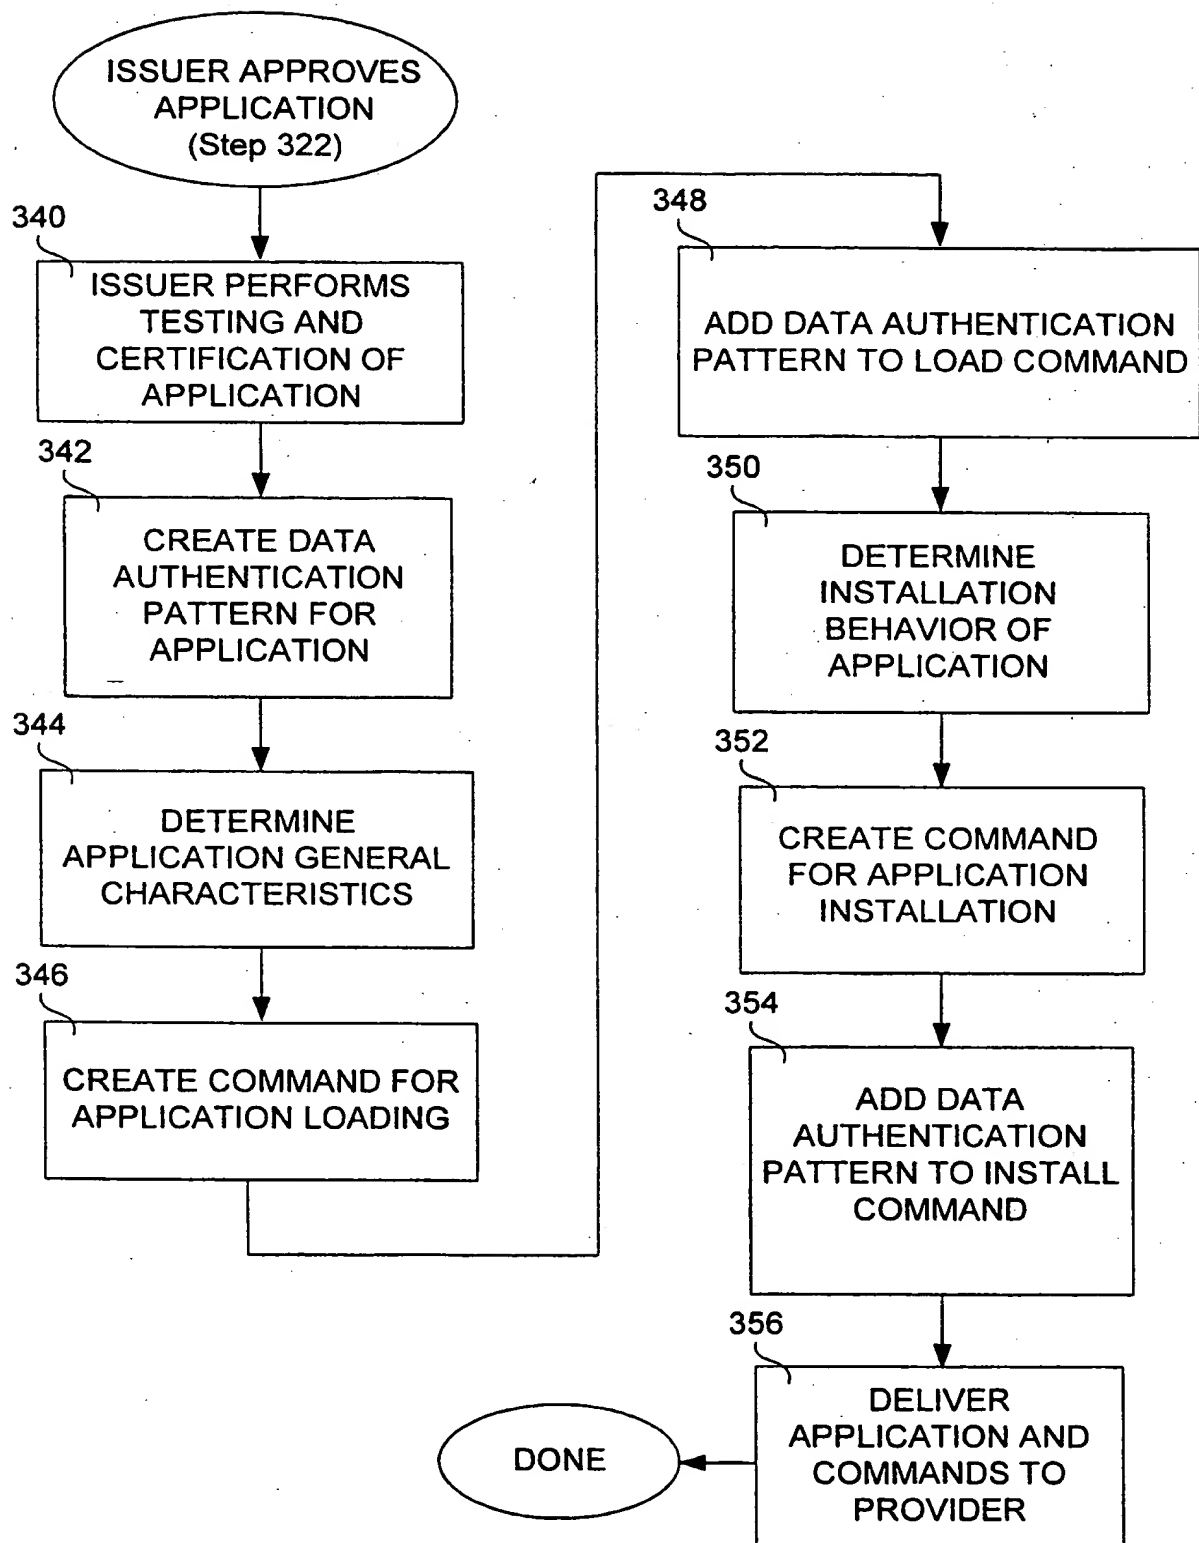 ISSUER APPROVES
APPLICATION
(Step 322)
340
ISSUER PERFORMS
TESTING AND
CERTIFICATION OF
APPLICATION
342
CREATE DATA
AUTHENTICATION
PATTERN FOR
APPLICATION
344
DETERMINE
APPLICATION GENERAL
CHARACTERISTICS
346
CREATE COMMAND FOR
APPLICATION LOADING
348
ADD DATA AUTHENTICATION
PATTERN TO LOAD COMMAND
350
DETERMINE
INSTALLATION
BEHAVIOR OF
APPLICATION
352
CREATE COMMAND
FOR APPLICATION
INSTALLATION
354
ADD DATA
AUTHENTICATION
PATTERN TO INSTALL
COMMAND
356
DELIVER
APPLICATION AND
COMMANDS TO
PROVIDER
DONE